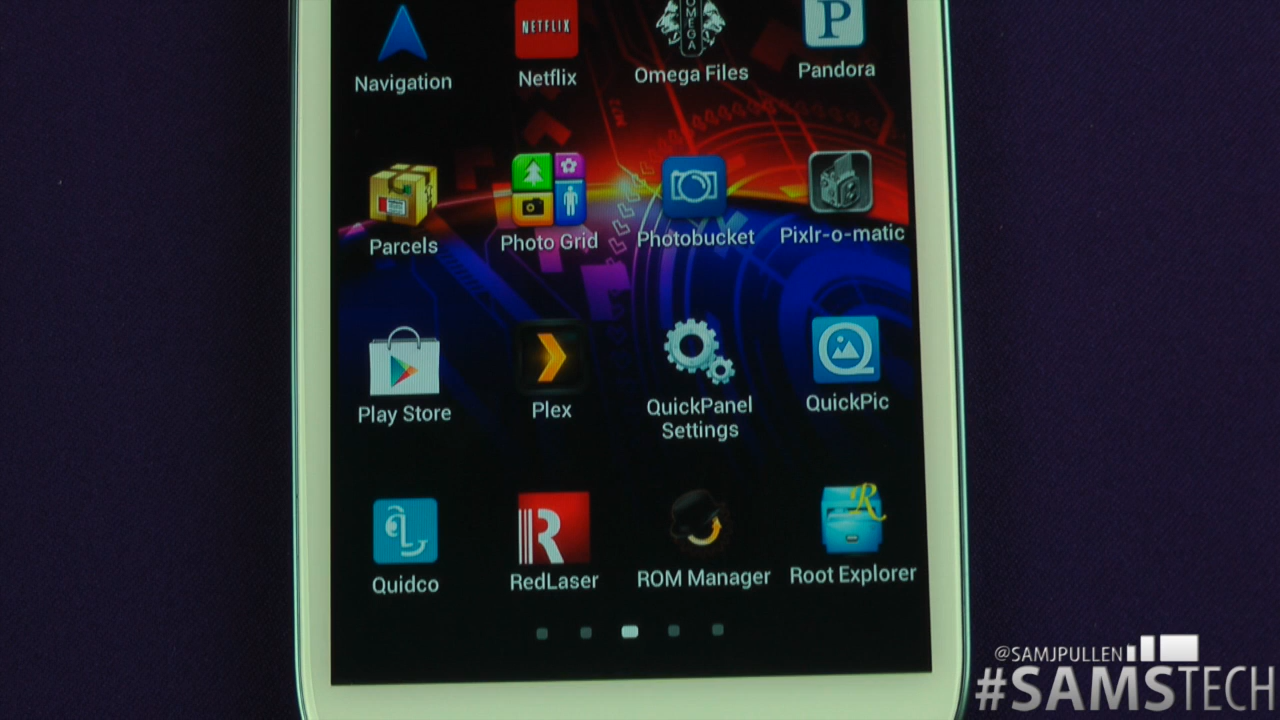 NETFLIX
OMEGA
P
Navigation
Netflix
Omega Files
Pandora
Parcels
Photo Grid
Photobucket
Pixlr-o-matic
Play Store
Plex
QuickPanel
Settings
QuickPic
R
R
Quidco
RedLaser
ROM Manager
Root Explorer
@SAMJPULLEN
#SAMSTECH